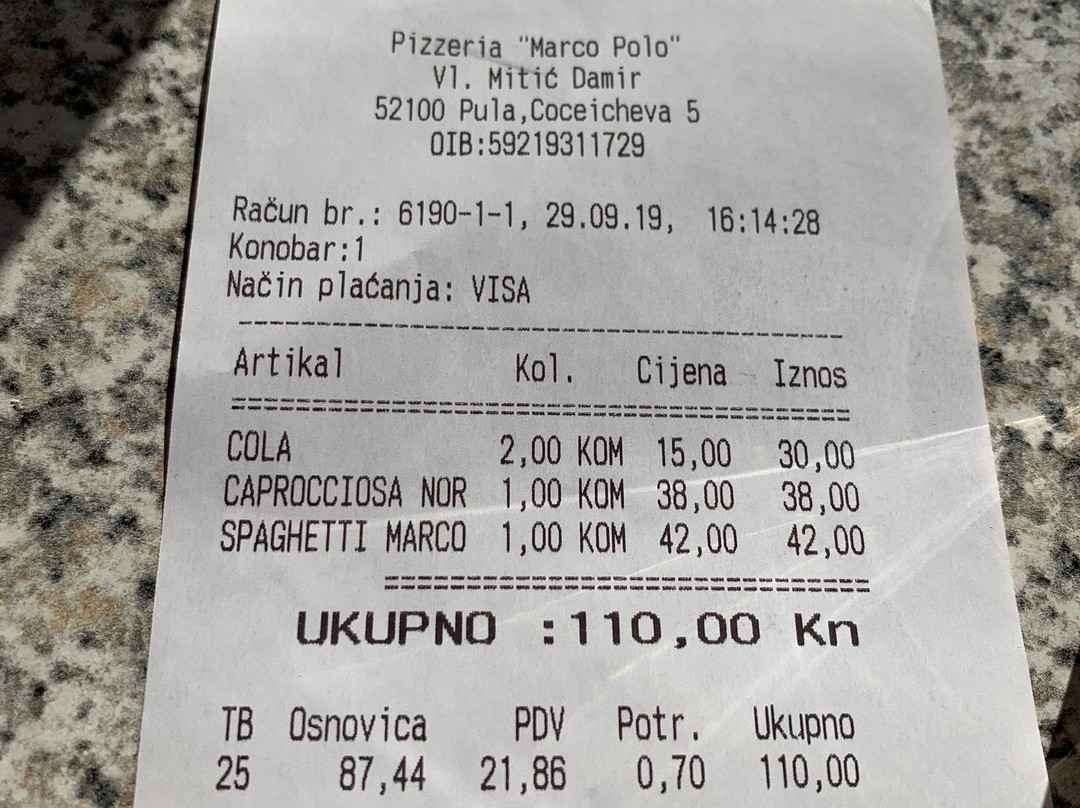 Pizzeria "Marco Polo"
Vl. Mitić Damir
52100 Pula,Coceicheva 5
OIB:59219311729
Račun br.: 6190-1-1, 29.09.19, 16:14:28
Konobar:1
Način plaćanja: VISA
Artikal Kol. Cijena Iznos
COLA 2,00 KOM 15,00 30,00
CAPROCCIOSA NOR 1,00 KOM 38,00 38,00
SPAGHETTI MARCO 1,00 KOM 42,00 42,00
UKUPNO :110,00 Kn
TB Osnovica PDV Potr. Ukupno
25 87,44 21,86 0,70 110,00